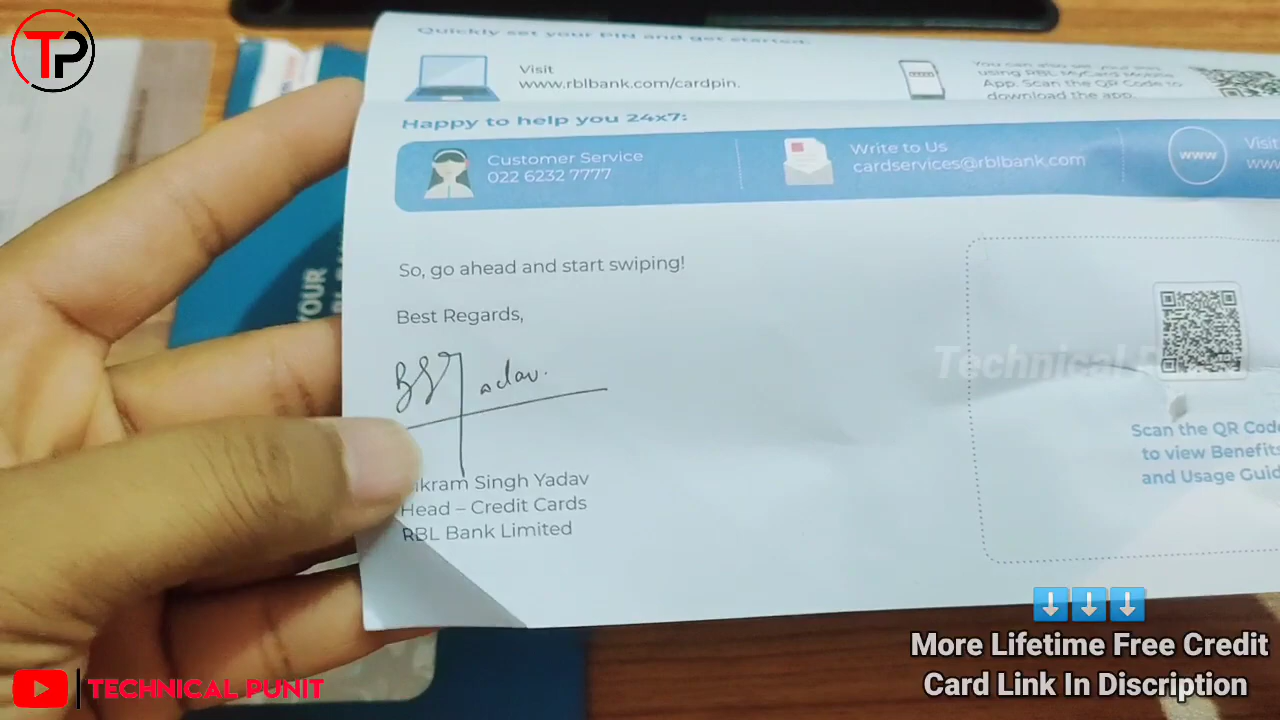 TP
Quickly set your PIN and get started:
Visit
www.rblbank.com/cardpin.
You can also set your
using RBL MyCard Mobile
App. Scan the QR Code to
download the app.
Happy to help you 24x7:
Customer Service
022 6232 7777
Write to Us
cardservices@rblbank.com
www
Visit
So, go ahead and start swiping!
Best Regards,
Yadav.
ikram Singh Yadav
Head – Credit Cards
RBL Bank Limited
Technical P
Scan the QR Code
to view Benefits
and Usage Guid
YOUR
⬇️⬇️⬇️
More Lifetime Free Credit
Card Link In Discription
TECHNICAL PUNIT